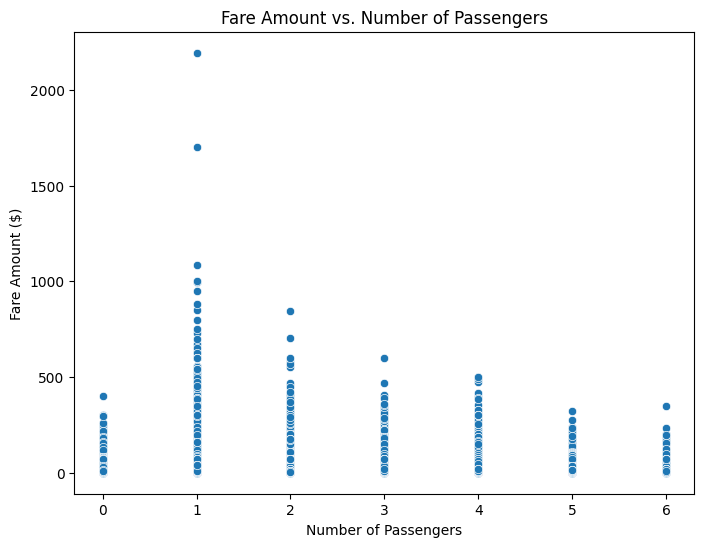 Fare Amount vs. Number of Passengers
2000
1500
1000
500
0
Fare Amount ($)
0 1 2 3 4 5 6
Number of Passengers